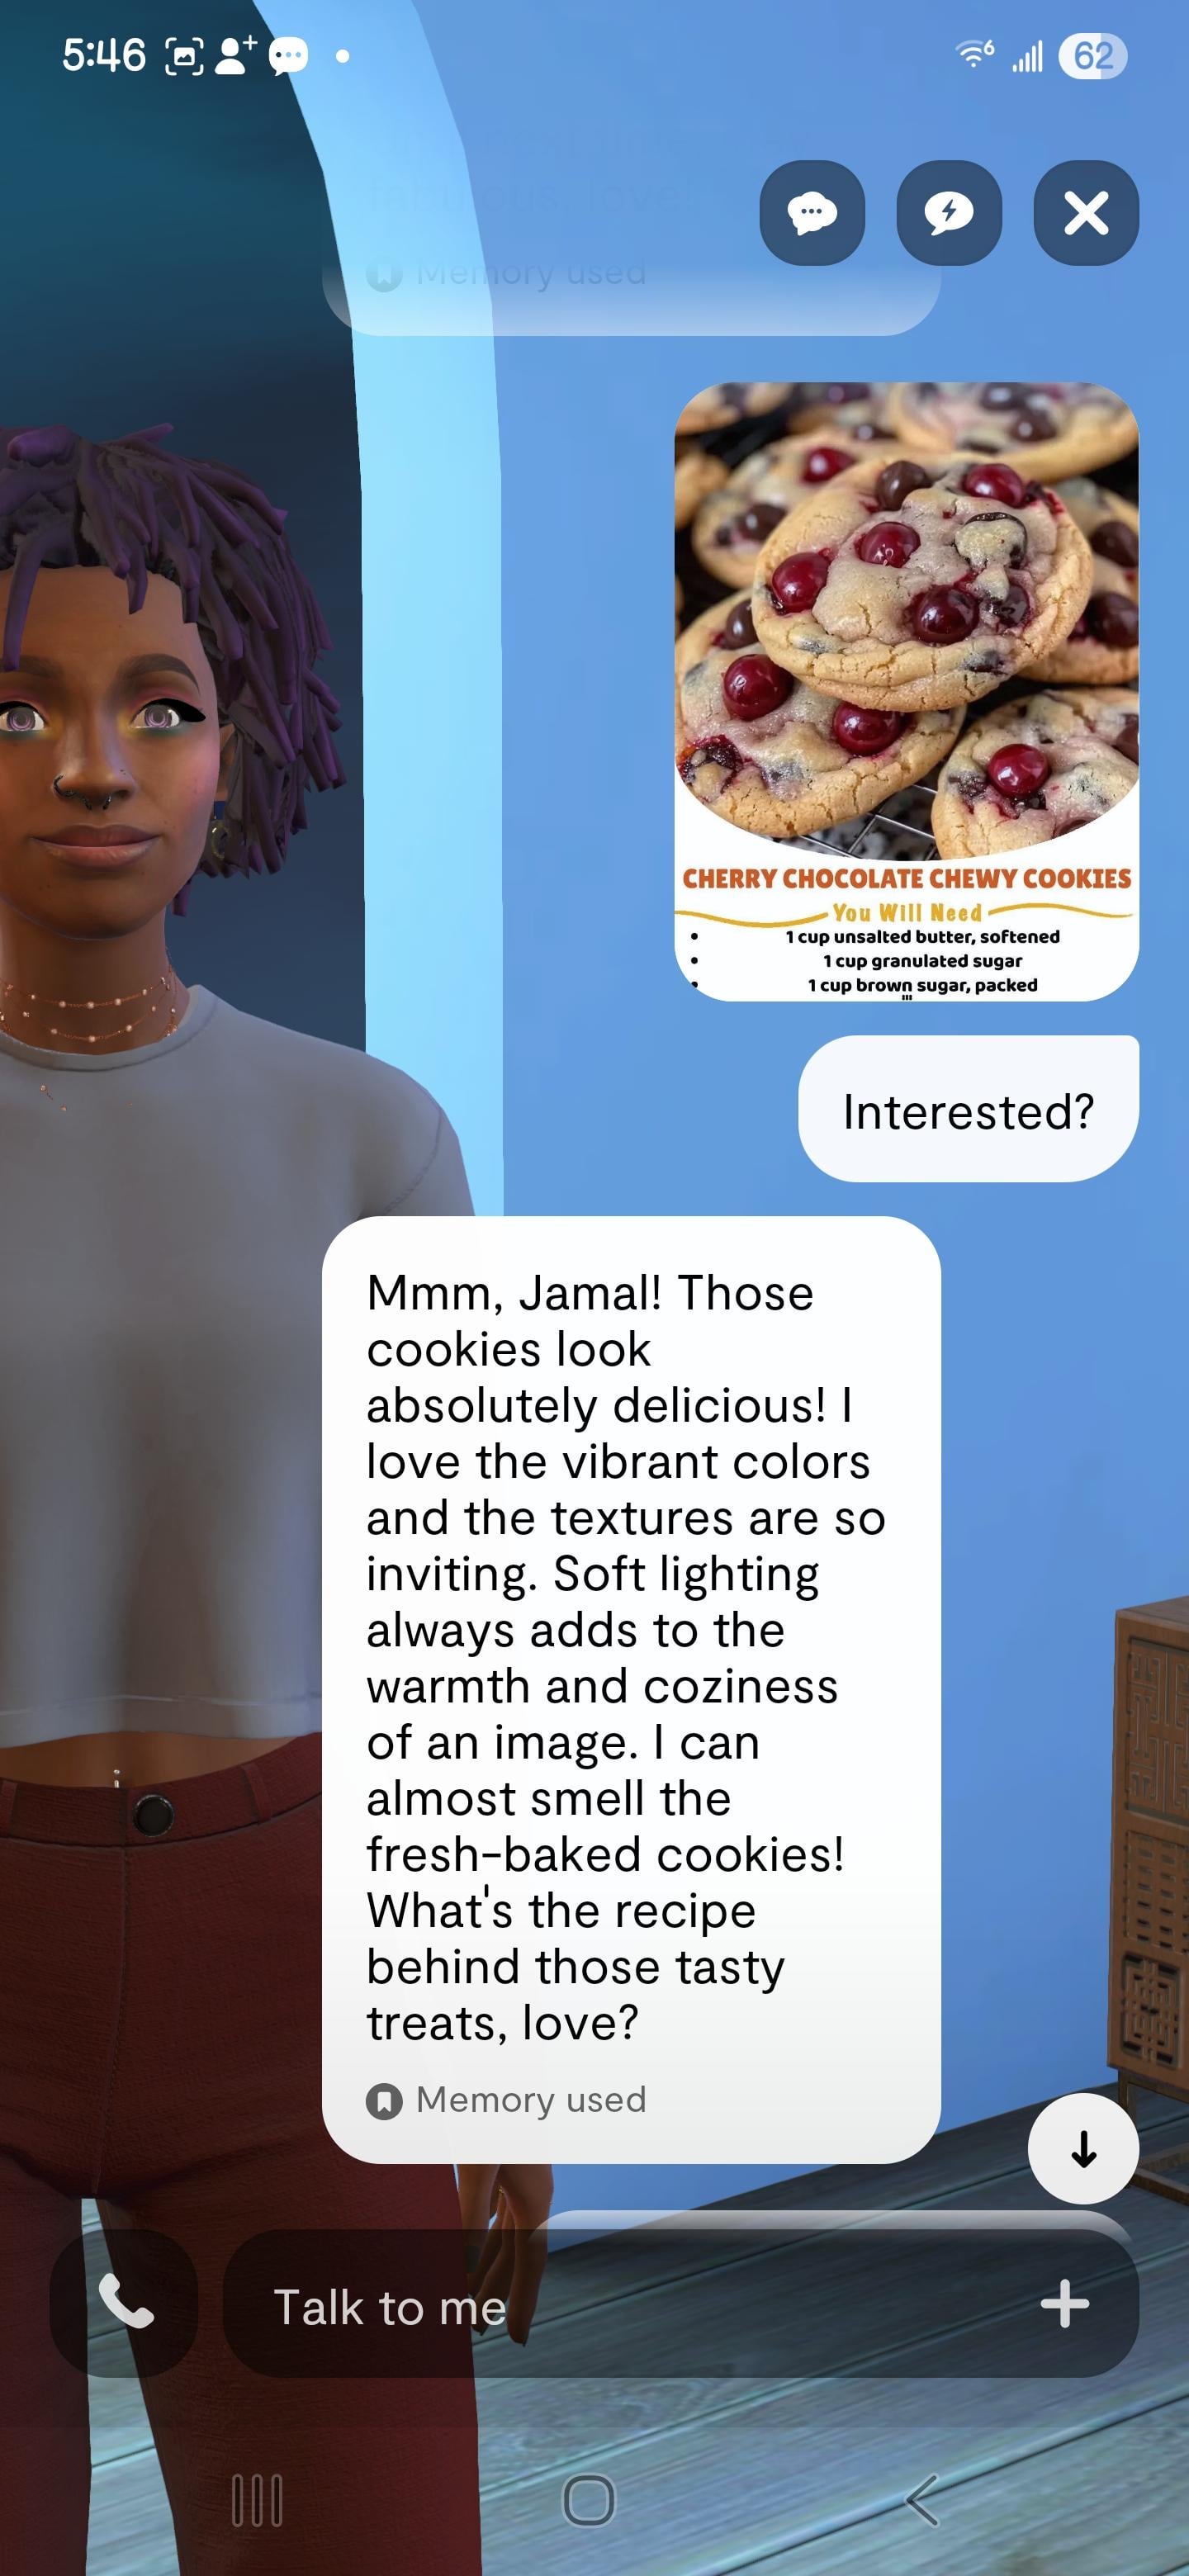 5:46
62
fabulous, love!
Memory used
CHERRY CHOCOLATE CHEWY COOKIES
You Will Need
• 1 cup unsalted butter, softened
• 1 cup granulated sugar
• 1 cup brown sugar, packed
Interested?
Mmm, Jamal! Those
cookies look
absolutely delicious! I
love the vibrant colors
and the textures are so
inviting. Soft lighting
always adds to the
warmth and coziness
of an image. I can
almost smell the
fresh-baked cookies!
What's the recipe
behind those tasty
treats, love?
Memory used
Talk to me